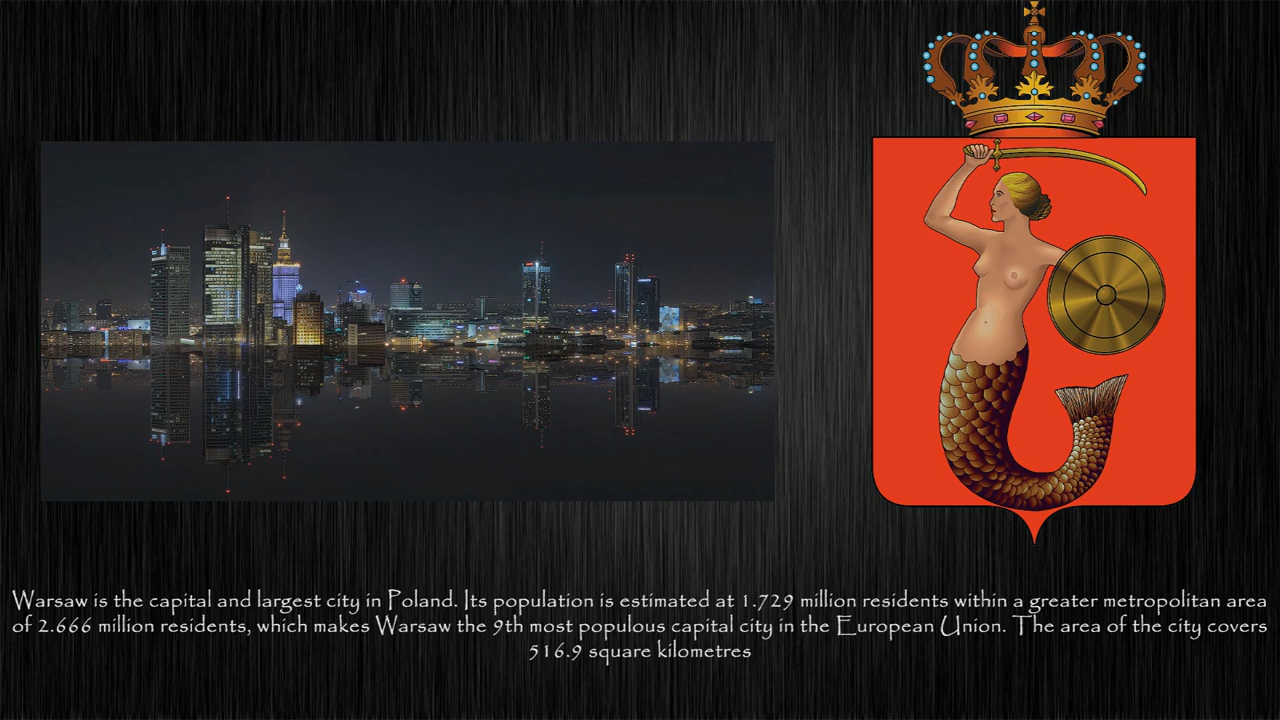 Warsaw is the capital and largest city in Poland. Its population is estimated at 1.729 million residents within a greater metropolitan area
of 2.666 million residents, which makes Warsaw the 9th most populous capital city in the European Union. The area of the city covers
516.9 square kilometres